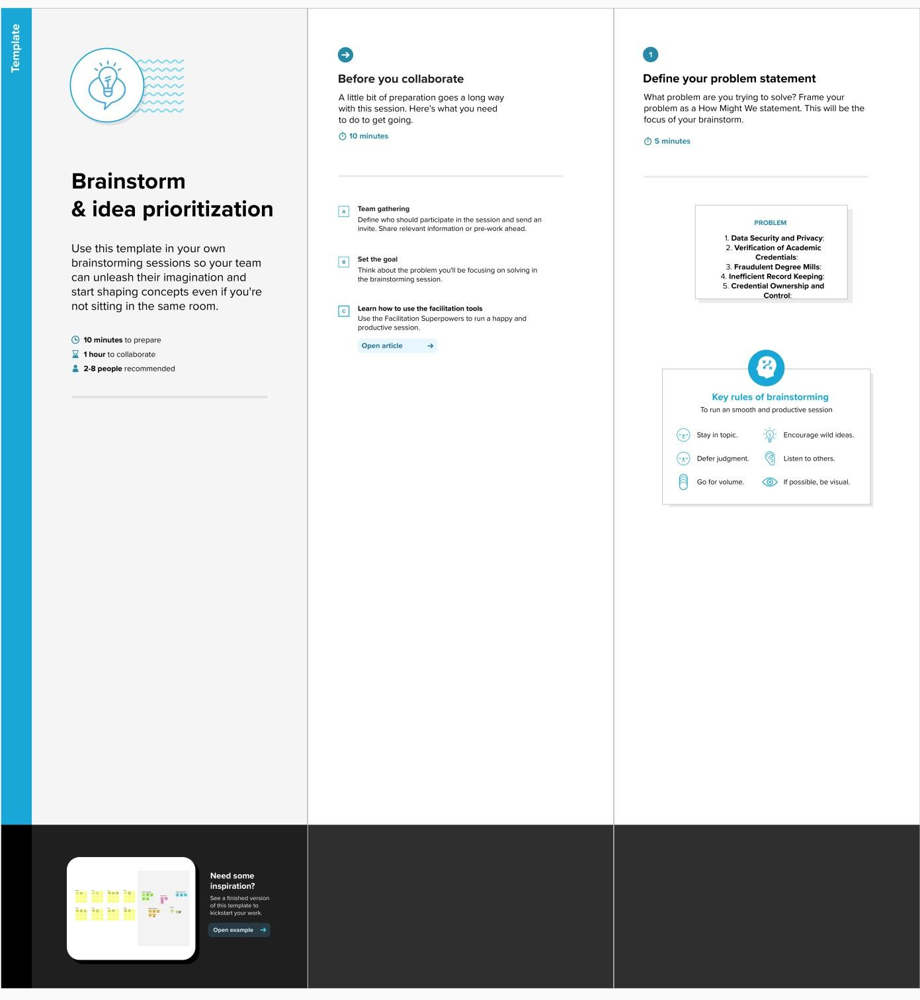 Template
Brainstorm
& idea prioritization
Use this template in your own
brainstorming sessions so your team
can unleash their imagination and
start shaping concepts even if you're
not sitting in the same room.
10 minutes to prepare
1 hour to collaborate
2-8 people recommended
Before you collaborate
A little bit of preparation goes a long way
with this session. Here's what you need
to do to get going.
10 minutes
A
Team gathering
Define who should participate in the session and send an
invite. Share relevant information or pre-work ahead.
B
Set the goal
Think about the problem you'll be focusing on solving in
the brainstorming session.
C
Learn how to use the facilitation tools
Use the Facilitation Superpowers to run a happy and
productive session.
Open article
1
Define your problem statement
What problem are you trying to solve? Frame your
problem as a How Might We statement. This will be the
focus of your brainstorm.
5 minutes
PROBLEM
1. Data Security and Privacy:
2. Verification of Academic
Credentials:
3. Fraudulent Degree Mills:
4. Inefficient Record Keeping:
5. Credential Ownership and
Control:
Key rules of brainstorming
To run an smooth and productive session
Stay in topic.
Encourage wild ideas.
Defer judgment.
Listen to others.
Go for volume.
If possible, be visual.
Need some
inspiration?
See a finished version
of this template to
kickstart your work.
Open example